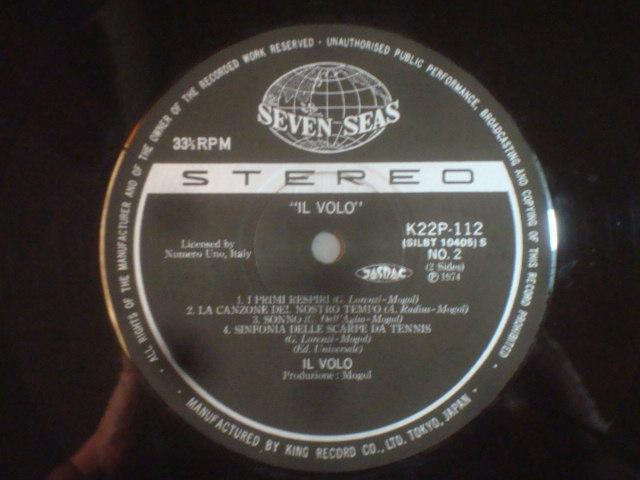 ALL RIGHTS OF THE MANUFACTURER AND OF THE OWNER OF THE RECORDED WORK RESERVED · UNAUTHORISED PUBLIC PERFORMANCE, BROADCASTING AND COPYING OF THIS RECORD PROHIBITED
SEVEN SEAS
33⅓RPM
STEREO
"IL VOLO"
K22P-112
(SILBT 10405) S
NO. 2
(2 Sides)
℗ 1974
Licensed by
Numero Uno, Italy
JASRAC
1. I PRIMI RESPIRI (G. Lorenzi-Mogol)
2. LA CANZONE DEL NOSTRO TEMPO (A. Radius-Mogol)
3. SONNO (G. Dell'Aglio-Mogol)
4. SINFONIA DELLE SCARPE DA TENNIS
(G. Lorenzi-Mogol)
(Ed. Universale)
IL VOLO
Produzione: Mogol
· MANUFACTURED BY KING RECORD CO., LTD. TOKYO, JAPAN ·